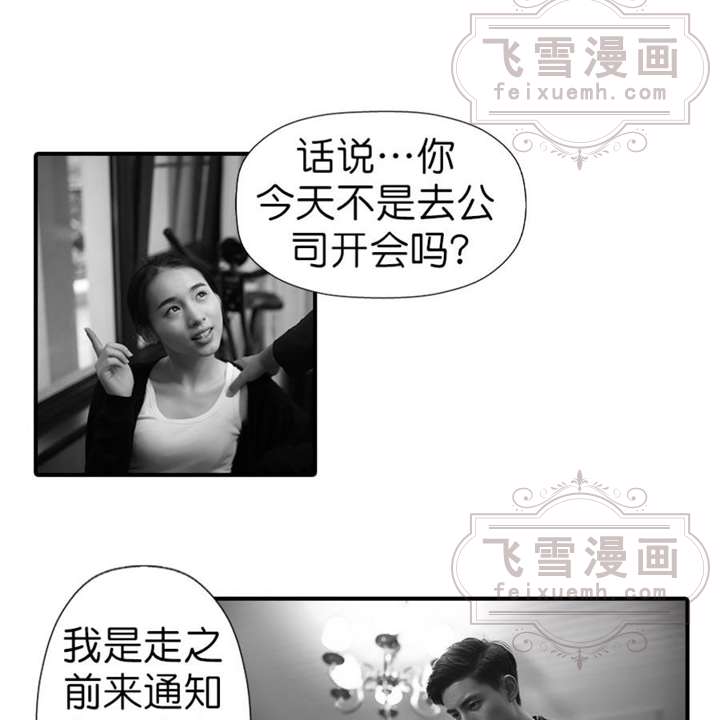 飞雪漫画
feixuemh.com
话说…你
今天不是去公
司开会吗?
飞雪漫画
feixuemh.com
我是走之
前来通知